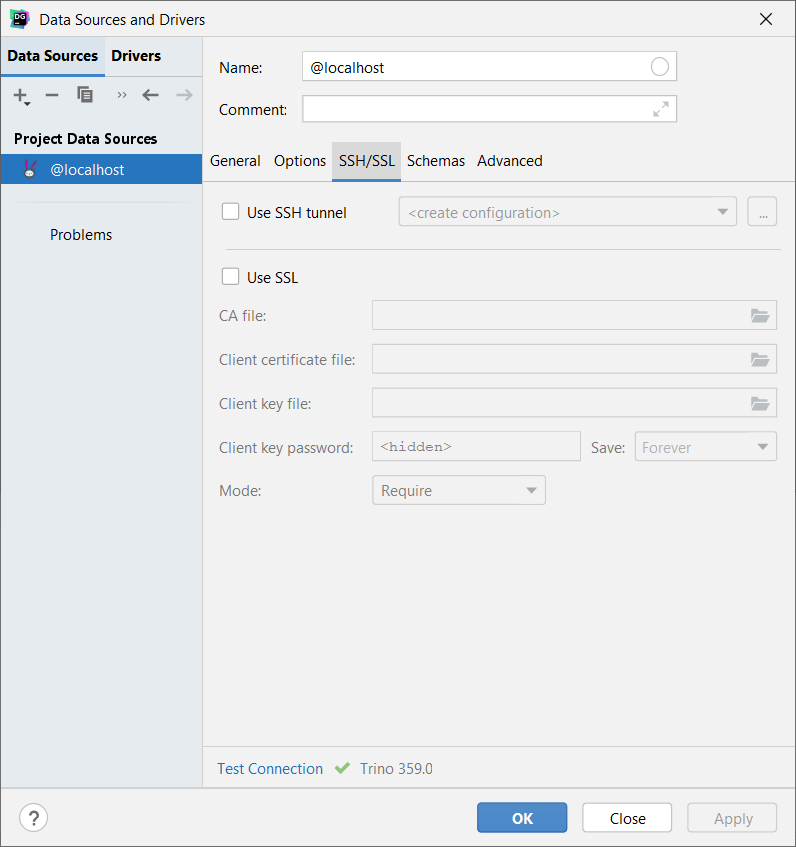 DG Data Sources and Drivers
Data Sources Drivers
Project Data Sources
@localhost
Problems
Name: @localhost
Comment:
General Options SSH/SSL Schemas Advanced
Use SSH tunnel <create configuration> ...
Use SSL
CA file:
Client certificate file:
Client key file:
Client key password: <hidden> Save: Forever
Mode: Require
Test Connection Trino 359.0
? OK Close Apply